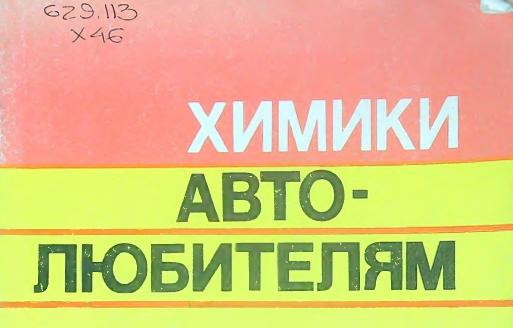 629.113
Х46
ХИМИКИ
АВТО-
ЛЮБИТЕЛЯМ